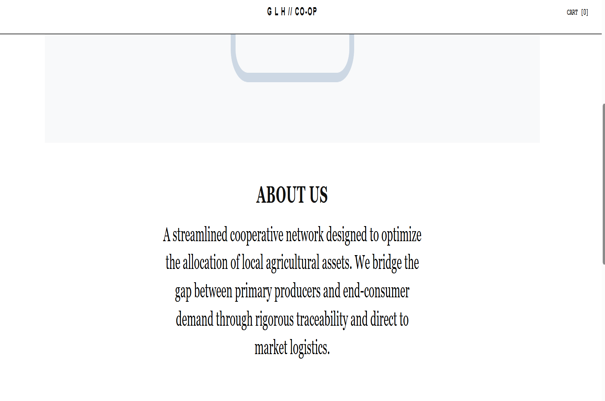 G L H // CO-OP
CART [0]
ABOUT US
A streamlined cooperative network designed to optimize
the allocation of local agricultural assets. We bridge the
gap between primary producers and end-consumer
demand through rigorous traceability and direct to
market logistics.